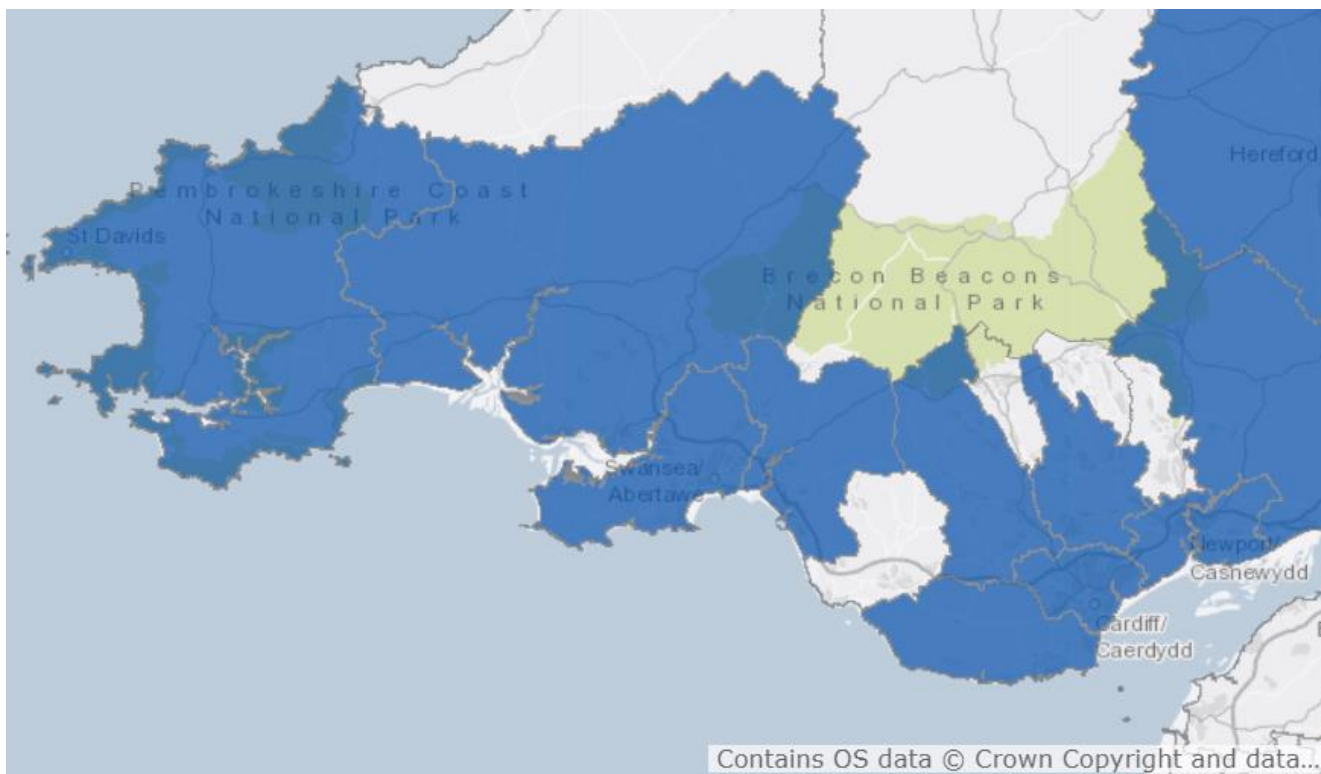 Hereford
Pembrokeshire Coast
National Park
St Davids
Brecon Beacons
National Park
Swansea/
Abertawe
Newport/
Casnewydd
Cardiff/
Caerdydd
Contains OS data © Crown Copyright and data...